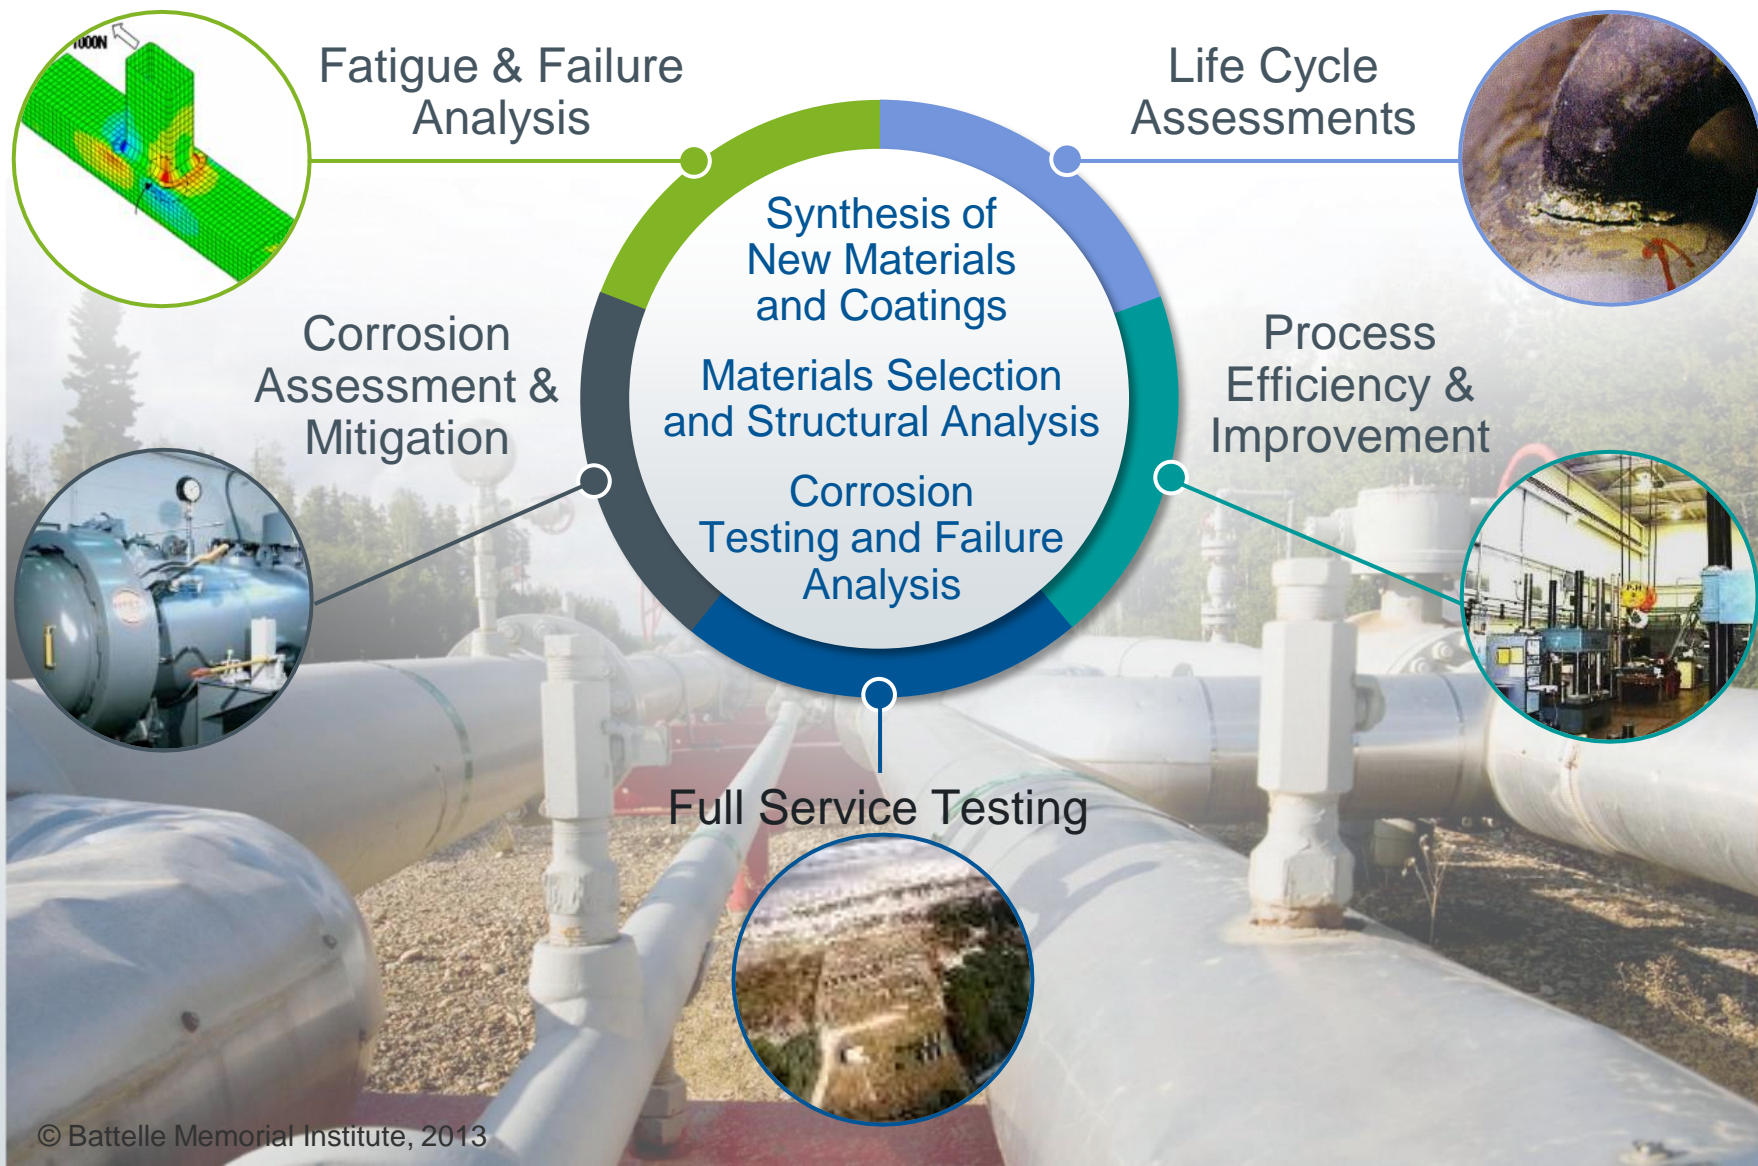 1000N
Fatigue & Failure
Analysis
Life Cycle
Assessments
Synthesis of
New Materials
and Coatings
Materials Selection
and Structural Analysis
Corrosion
Testing and Failure
Analysis
Corrosion
Assessment &
Mitigation
Process
Efficiency &
Improvement
Full Service Testing
© Battelle Memorial Institute, 2013